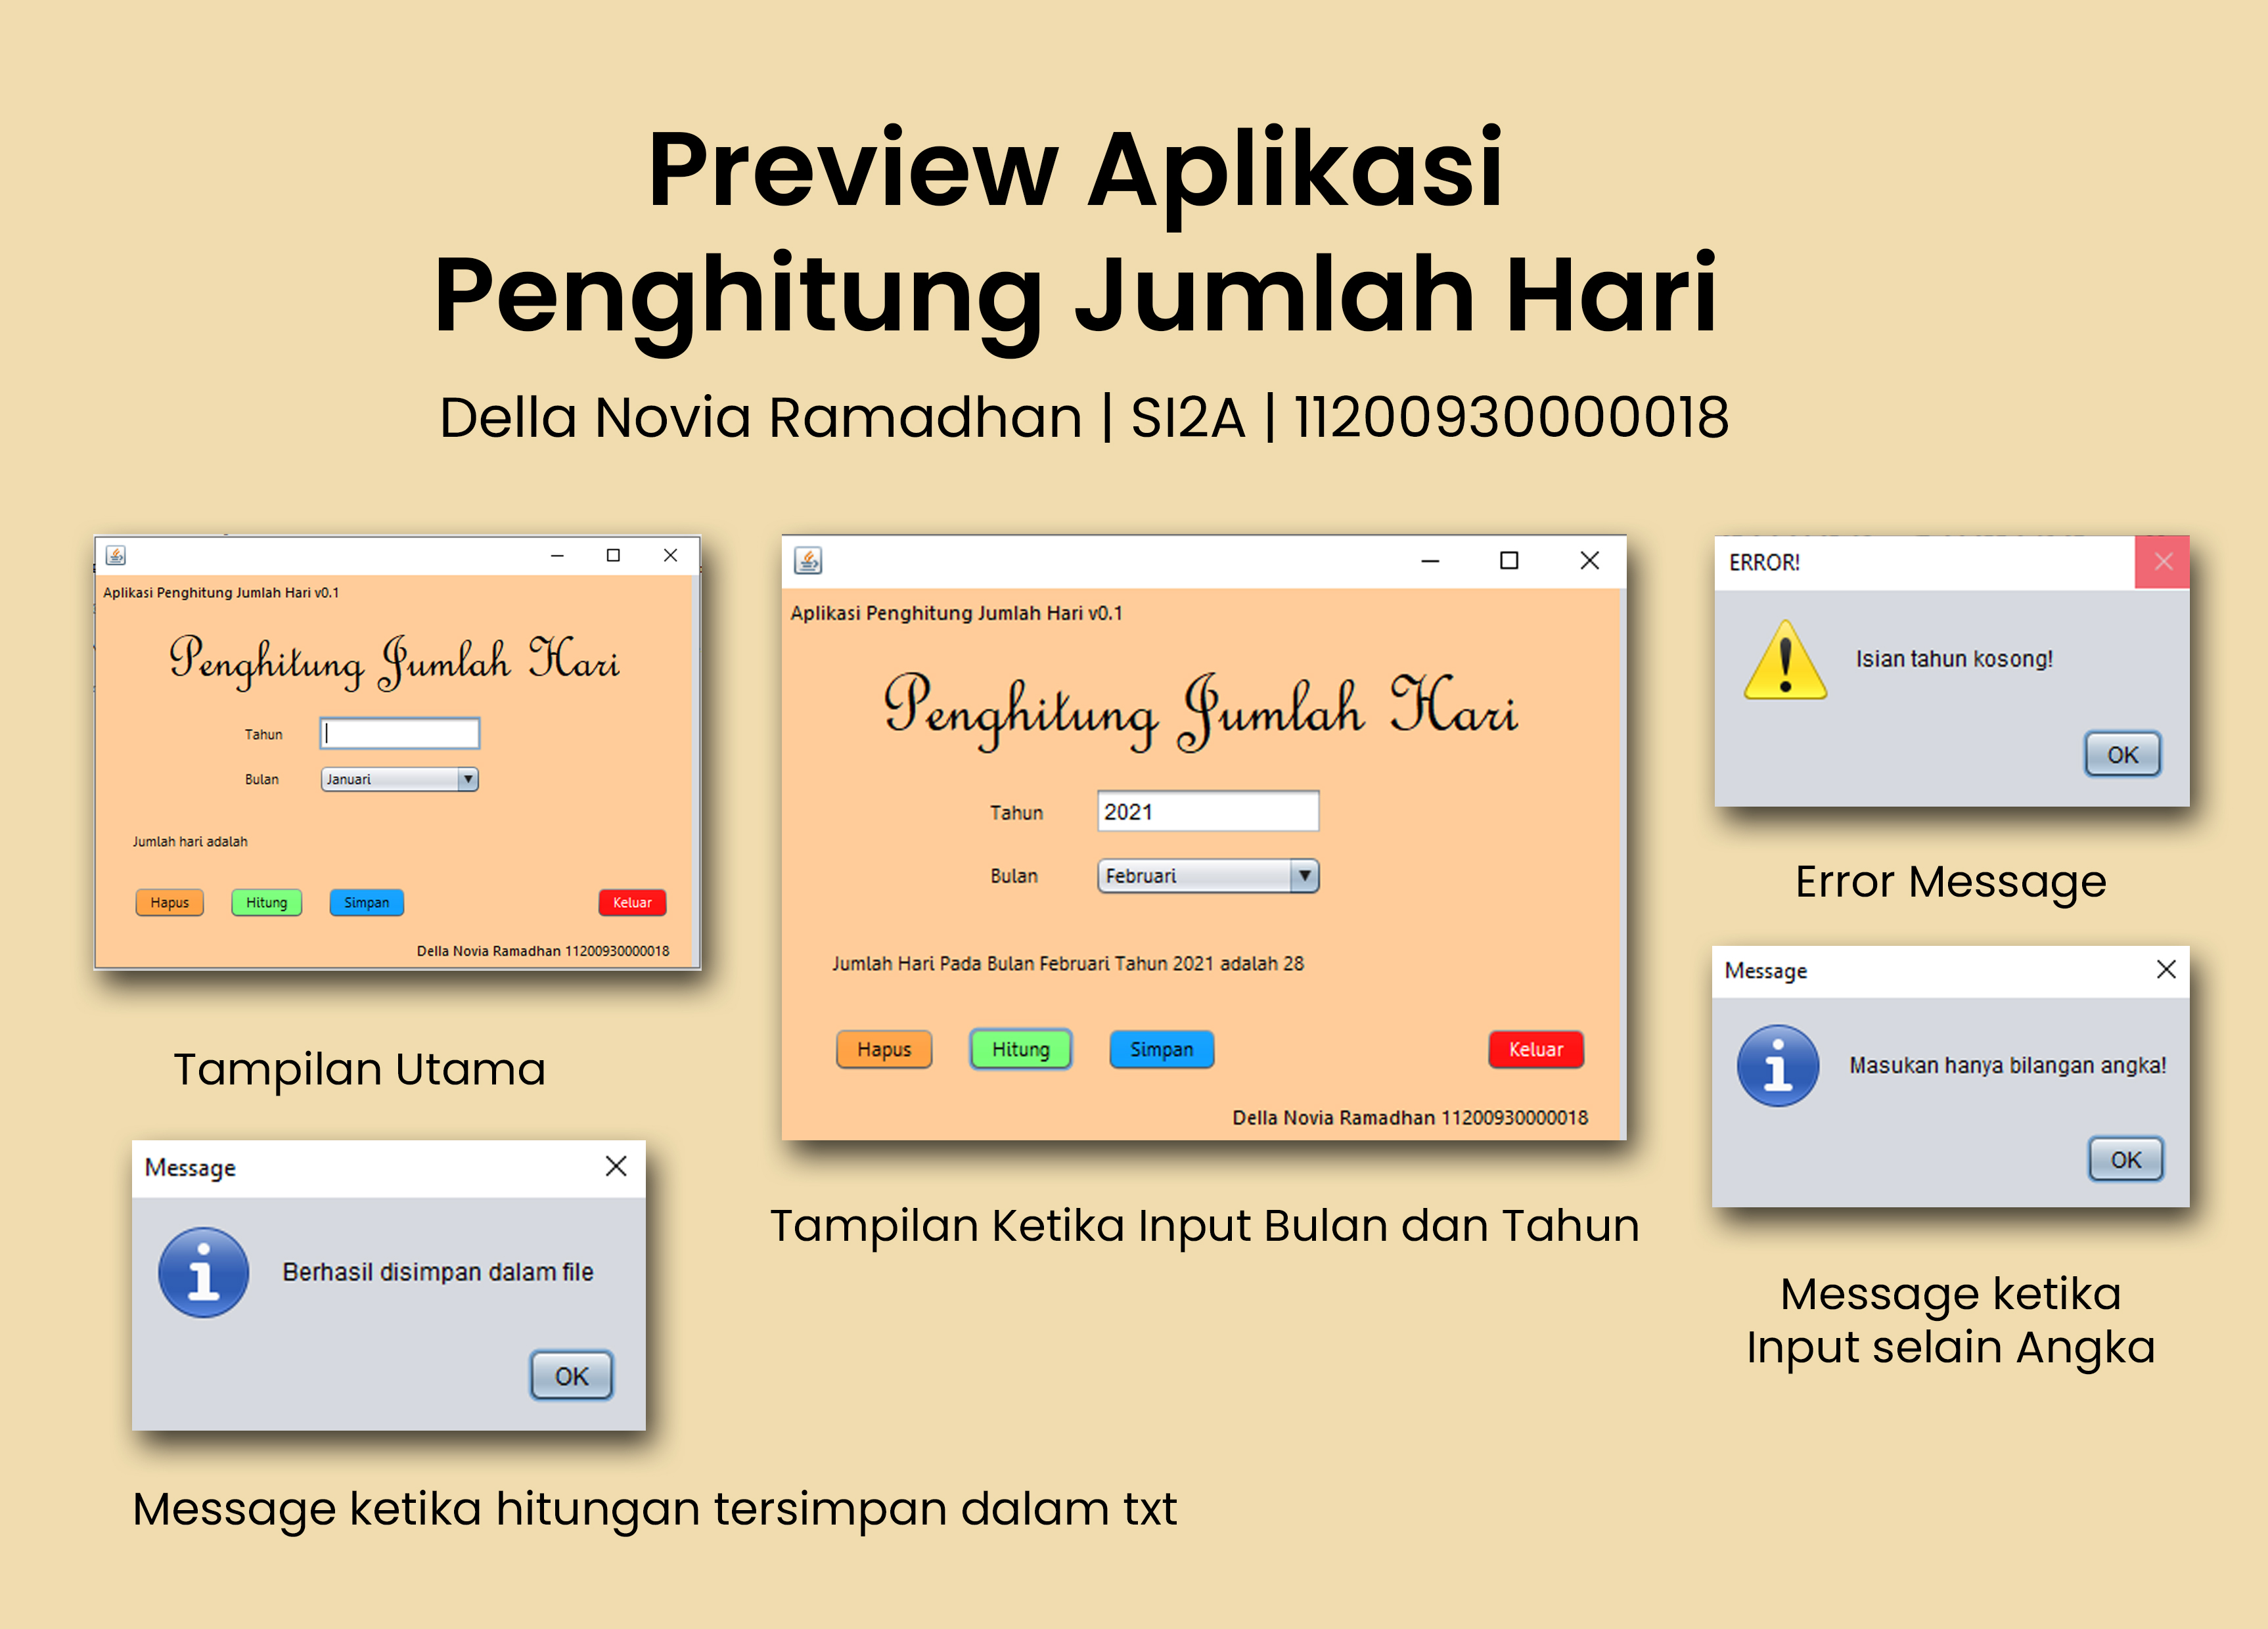 Preview Aplikasi
Penghitung Jumlah Hari
Della Novia Ramadhan | SI2A | 11200930000018
Aplikasi Penghitung Jumlah Hari v0.1
Penghitung Jumlah Hari
Tahun
Bulan
Januari
Jumlah hari adalah
Hapus Hitung Simpan Keluar
Della Novia Ramadhan 11200930000018
Tampilan Utama
Message
Berhasil disimpan dalam file
OK
Message ketika hitungan tersimpan dalam txt
Aplikasi Penghitung Jumlah Hari v0.1
Penghitung Jumlah Hari
Tahun 2021
Bulan Februari
Jumlah Hari Pada Bulan Februari Tahun 2021 adalah 28
Hapus Hitung Simpan Keluar
Della Novia Ramadhan 11200930000018
Tampilan Ketika Input Bulan dan Tahun
ERROR!
Isian tahun kosong!
OK
Error Message
Message
Masukan hanya bilangan angka!
OK
Message ketika
Input selain Angka